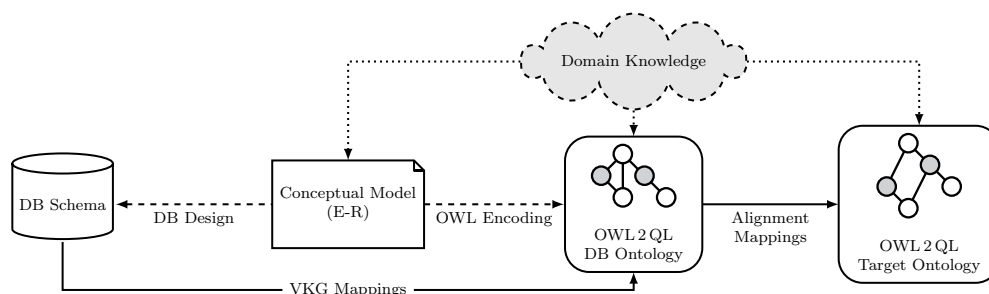 Domain Knowledge
DB Schema
DB Design
Conceptual Model
(E-R)
OWL Encoding
OWL 2 QL
DB Ontology
Alignment
Mappings
OWL 2 QL
Target Ontology
VKG Mappings